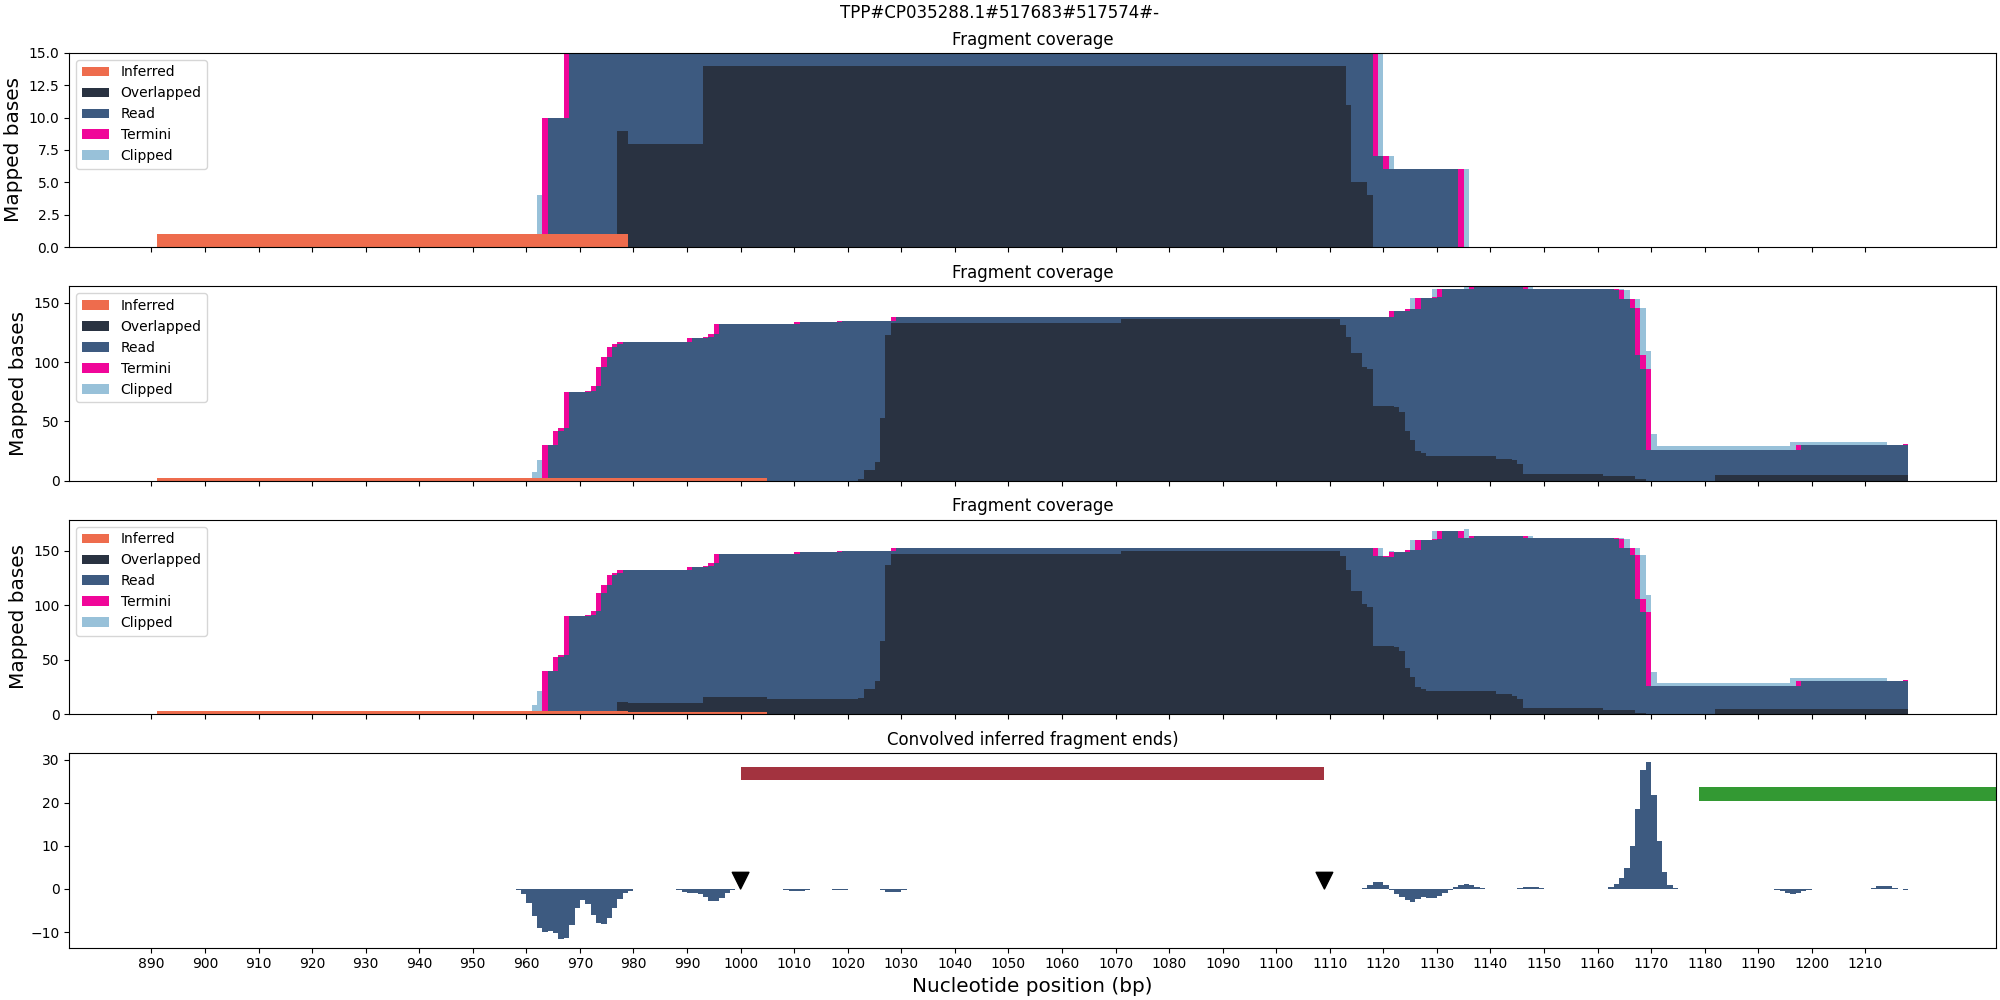 TPP#CP035288.1#517683#517574#-
Fragment coverage
Mapped bases
15.0
12.5
10.0
7.5
5.0
2.5
0.0
Inferred
Overlapped
Read
Termini
Clipped
Fragment coverage
Mapped bases
150
100
50
0
Inferred
Overlapped
Read
Termini
Clipped
Fragment coverage
Mapped bases
150
100
50
0
Inferred
Overlapped
Read
Termini
Clipped
Convolved inferred fragment ends)
30
20
10
0
−10
890 900 910 920 930 940 950 960 970 980 990 1000 1010 1020 1030 1040 1050 1060 1070 1080 1090 1100 1110 1120 1130 1140 1150 1160 1170 1180 1190 1200 1210
Nucleotide position (bp)